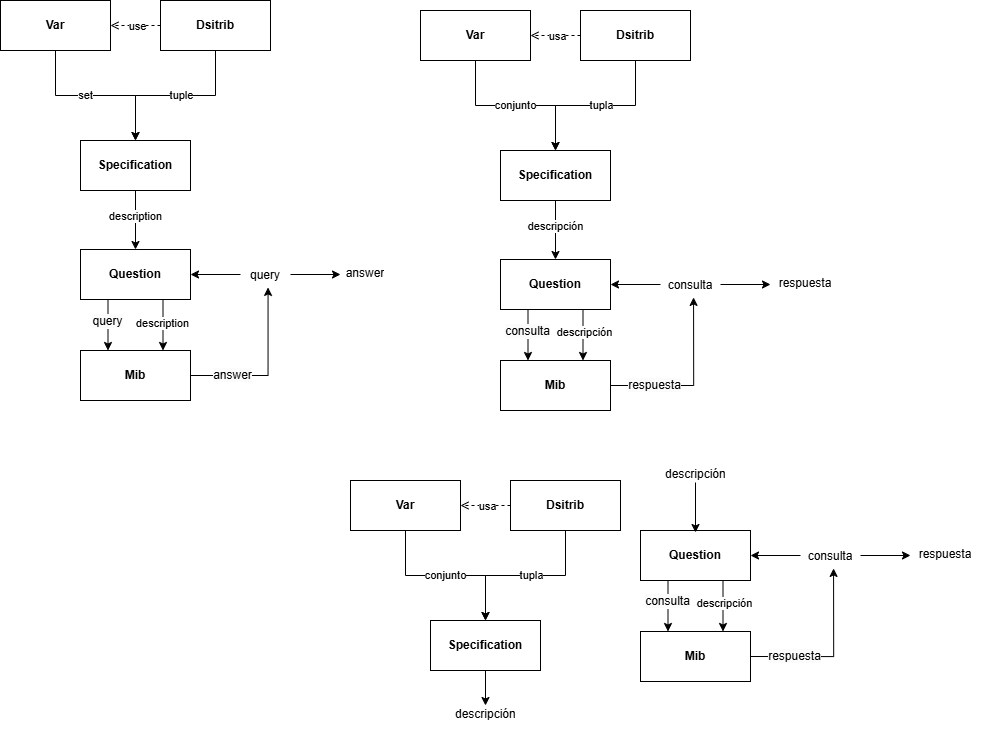 Var
use
Dsitrib
set
tuple
Specification
description
Question
query
answer
query
description
Mib
answer
Var
usa
Dsitrib
conjunto
tupla
Specification
descripción
Question
consulta
respuesta
consulta
descripción
Mib
respuesta
Var
usa
Dsitrib
conjunto
tupla
Specification
descripción
descripción
Question
consulta
respuesta
consulta
descripción
Mib
respuesta